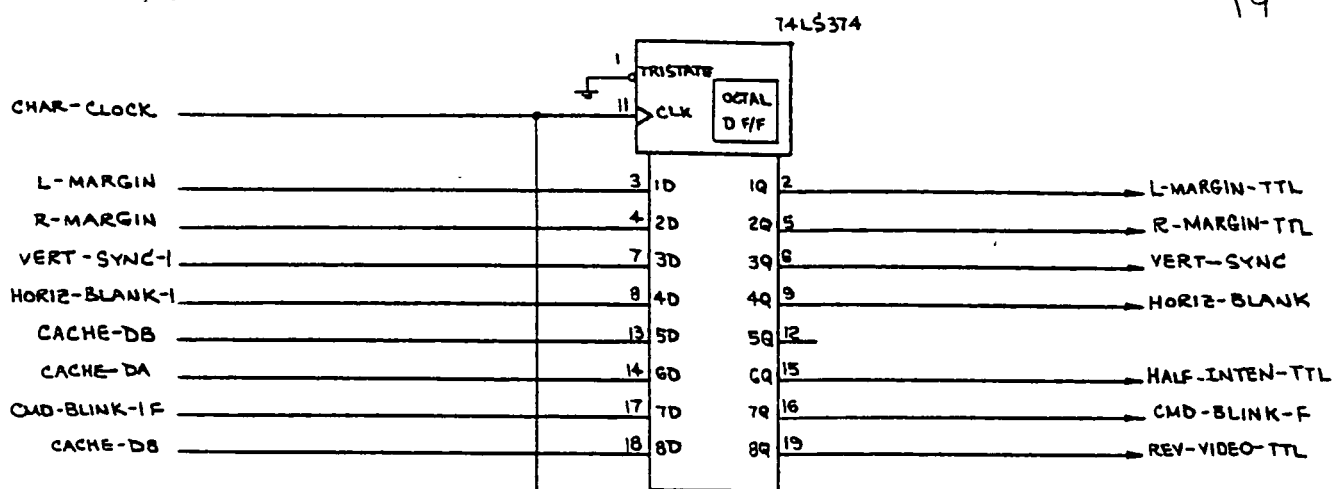 19
74LS374
1 TRISTATE
CHAR-CLOCK 11 CLK OCTAL
D F/F
L-MARGIN 3 1D 1Q 2 L-MARGIN-TTL
R-MARGIN 4 2D 2Q 5 R-MARGIN-TTL
VERT-SYNC-1 7 3D 3Q 6 VERT-SYNC
HORIZ-BLANK-1 8 4D 4Q 9 HORIZ-BLANK
CACHE-DB 13 5D 5Q 12
CACHE-DA 14 6D 6Q 15 HALF-INTEN-TTL
CMD-BLINK-1F 17 7D 7Q 16 CMD-BLINK-F
CACHE-D8 18 8D 8Q 19 REV-VIDEO-TTL